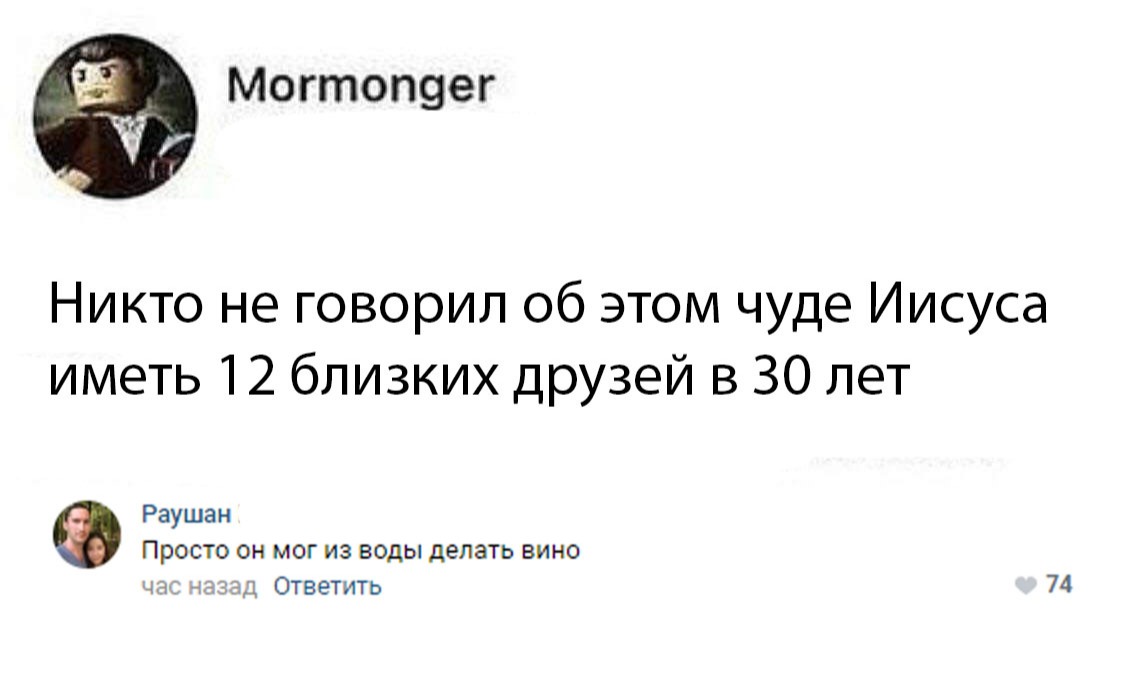 Mormonger
Никто не говорил об этом чуде Иисуса
иметь 12 близких друзей в 30 лет
Раушан
Просто он мог из воды делать вино
час назад Ответить 74